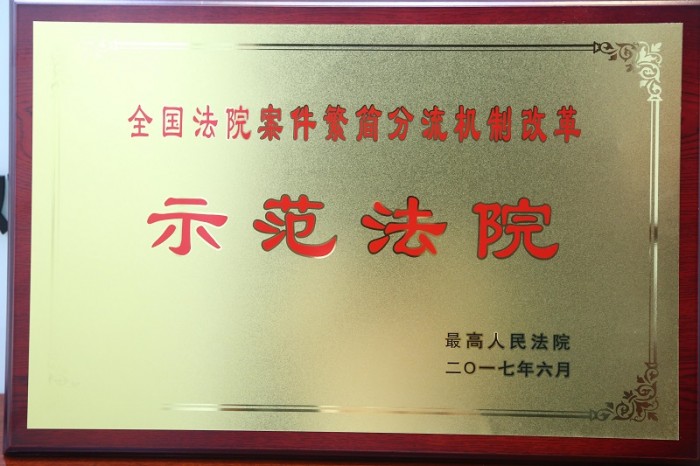 全国法院案件繁简分流机制改革
示范法院
最高人民法院
二〇一七年六月